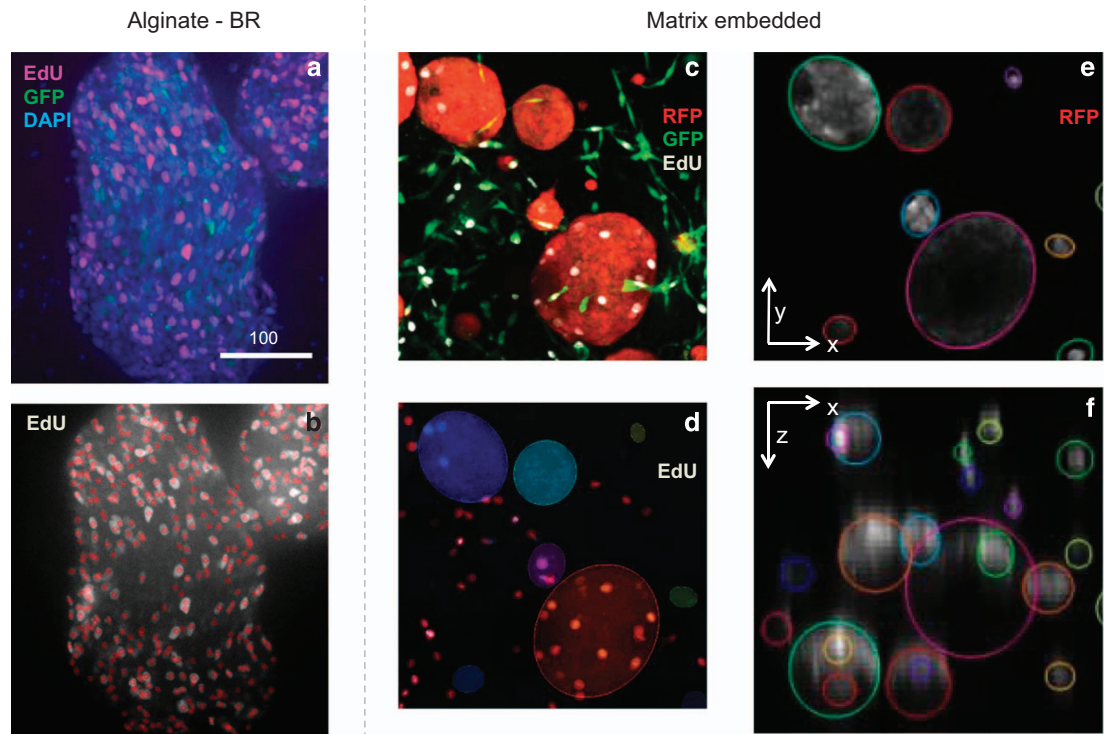 Alginate - BR
Matrix embedded
EdU
GFP
DAPI
a
100
c
RFP
GFP
EdU
e
RFP
y
x
EdU
b
d
EdU
x
z
f